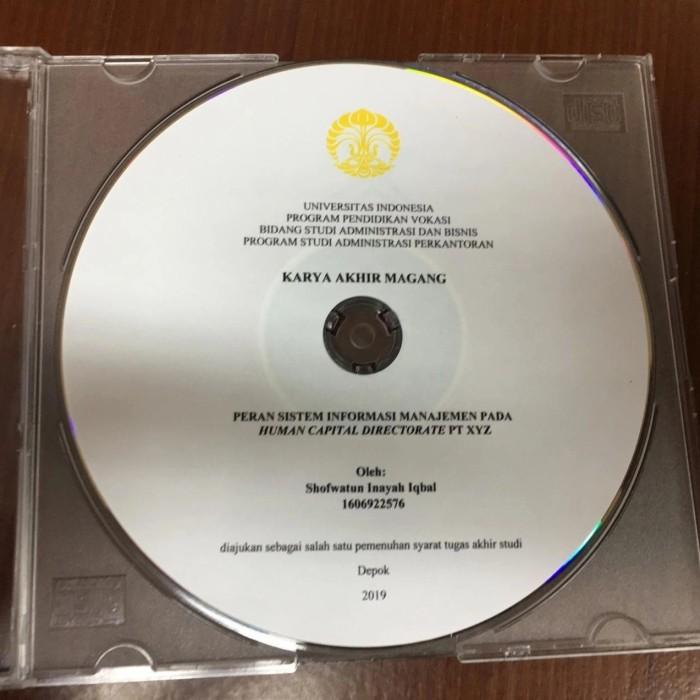 UNIVERSITAS INDONESIA
PROGRAM PENDIDIKAN VOKASI
BIDANG STUDI ADMINISTRASI DAN BISNIS
PROGRAM STUDI ADMINISTRASI PERKANTORAN
KARYA AKHIR MAGANG
PERAN SISTEM INFORMASI MANAJEMEN PADA
HUMAN CAPITAL DIRECTORATE PT XYZ
Oleh:
Shofwatun Inayah Iqbal
1606922576
diajukan sebagai salah satu pemenuhan syarat tugas akhir studi
Depok
2019